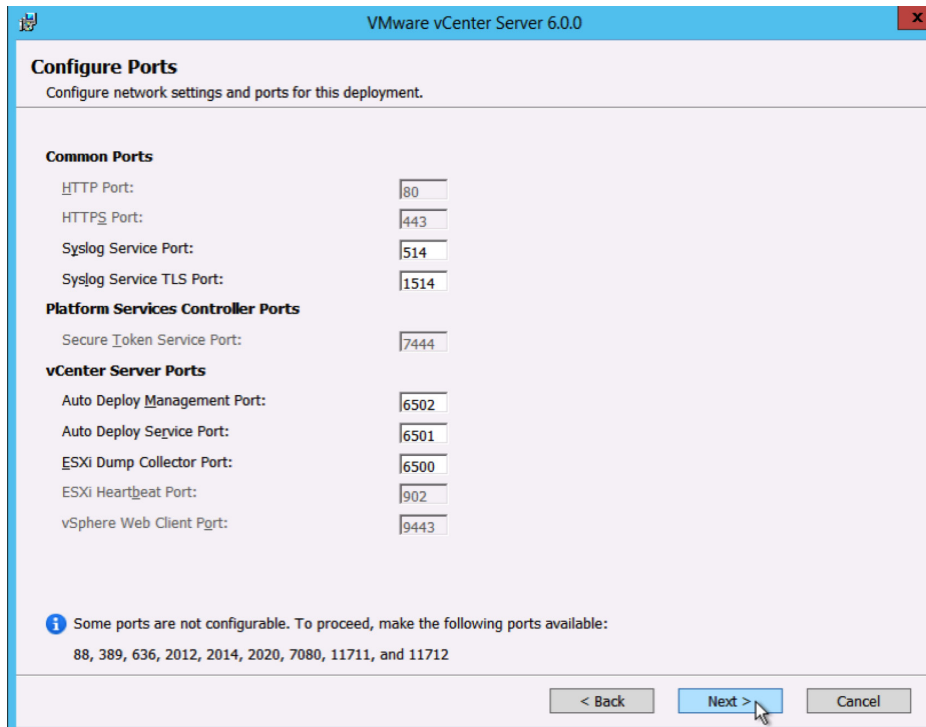 VMware vCenter Server 6.0.0
x
Configure Ports
Configure network settings and ports for this deployment.
Common Ports
HTTP Port: 80
HTTPS Port: 443
Syslog Service Port: 514
Syslog Service TLS Port: 1514
Platform Services Controller Ports
Secure Token Service Port: 7444
vCenter Server Ports
Auto Deploy Management Port: 6502
Auto Deploy Service Port: 6501
ESXi Dump Collector Port: 6500
ESXi Heartbeat Port: 902
vSphere Web Client Port: 9443
Some ports are not configurable. To proceed, make the following ports available:
88, 389, 636, 2012, 2014, 2020, 7080, 11711, and 11712
< Back Next > Cancel